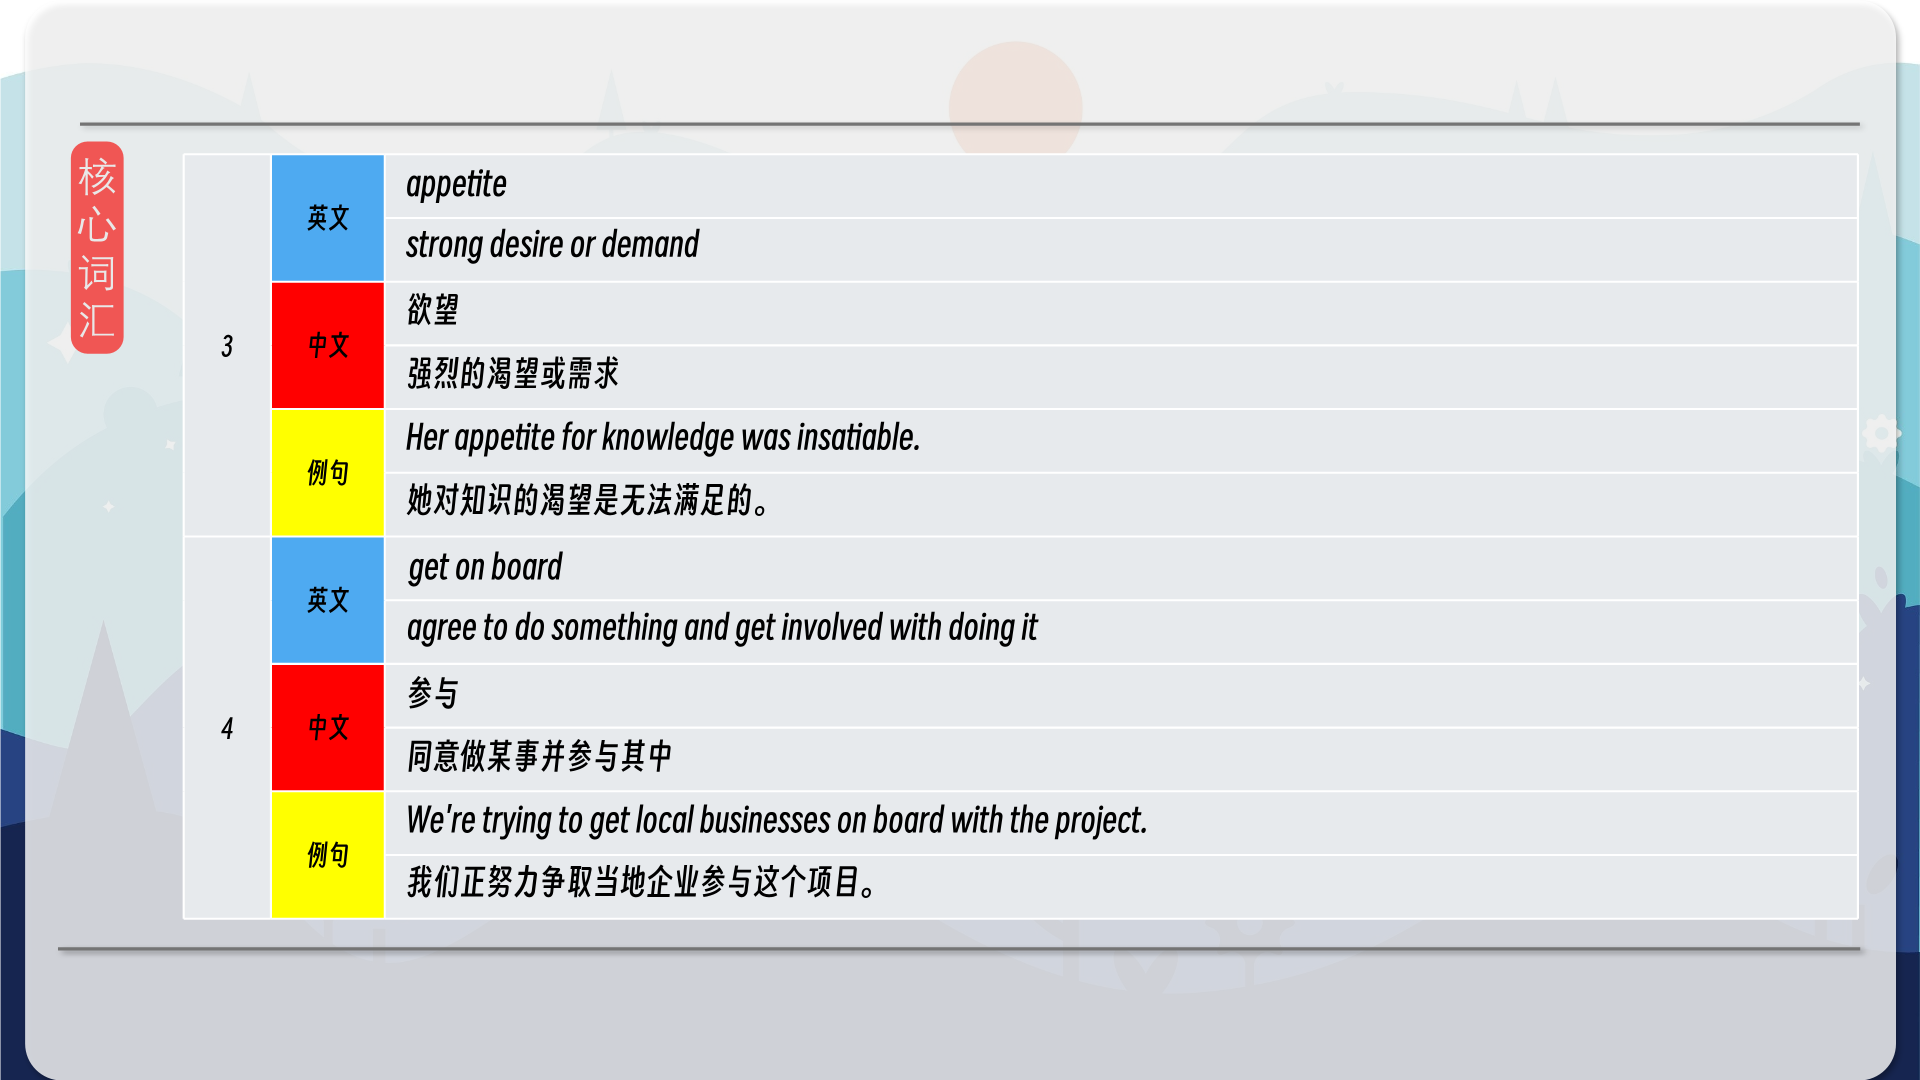 核
心
词
汇
3
英文
appetite
strong desire or demand
中文
欲望
强烈的渴望或需求
例句
Her appetite for knowledge was insatiable.
她对知识的渴望是无法满足的。
4
英文
get on board
agree to do something and get involved with doing it
中文
参与
同意做某事并参与其中
例句
We're trying to get local businesses on board with the project.
我们正努力争取当地企业参与这个项目。